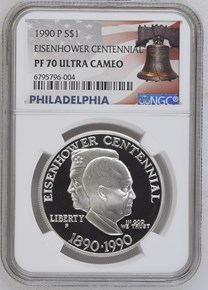 1990 P S$1
EISENHOWER CENTENNIAL
PF 70 ULTRA CAMEO
6795796-004
PHILADELPHIA
NGC
EISENHOWER CENTENNIAL
LIBERTY
P
IN GOD
WE TRUST
1890·1990